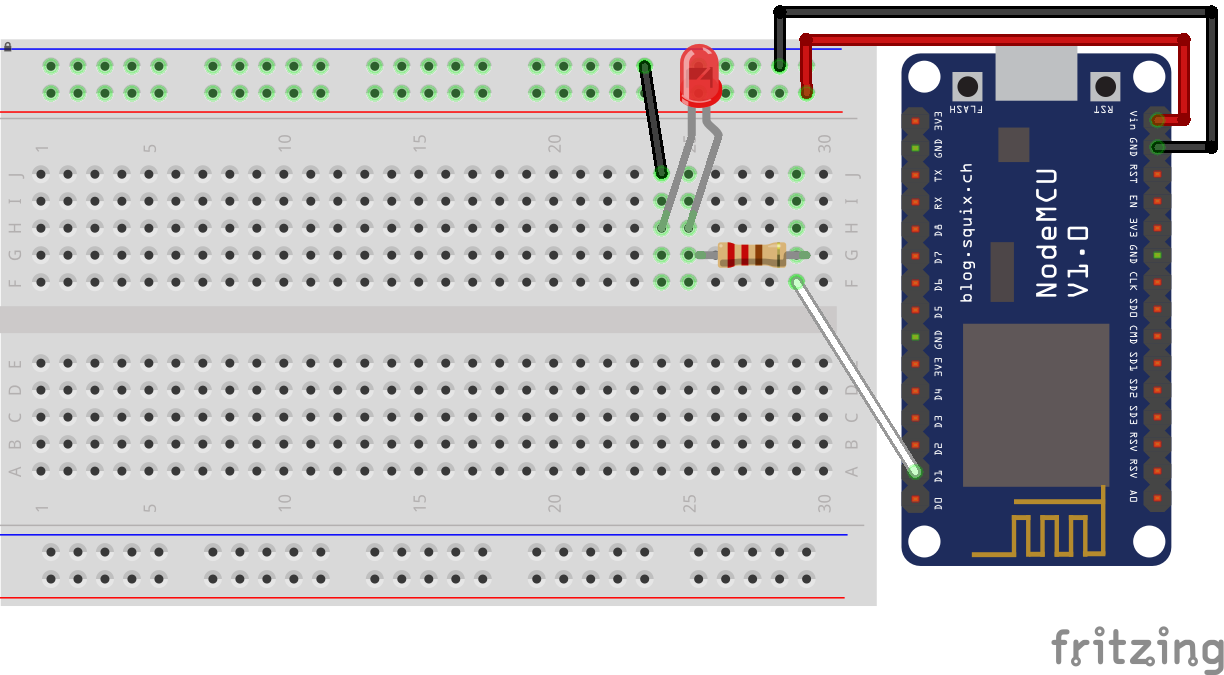 1 5 10 15 20 25 30
J J
I I
H H
G G
F F
E E
D D
C C
B B
A A
1 5 10 15 20 25 30
FLASH RST
3V3 Vin
GND GND
TX RST
RX EN
D8 3V3
D7 GND
D6 CLK
D5 SD0
GND CMD
3V3 SD1
D4 SD2
D3 SD3
D2 RSV
D1 RSV
D0 A0
blog.squix.ch
NodeMCU
V1.0
fritzing